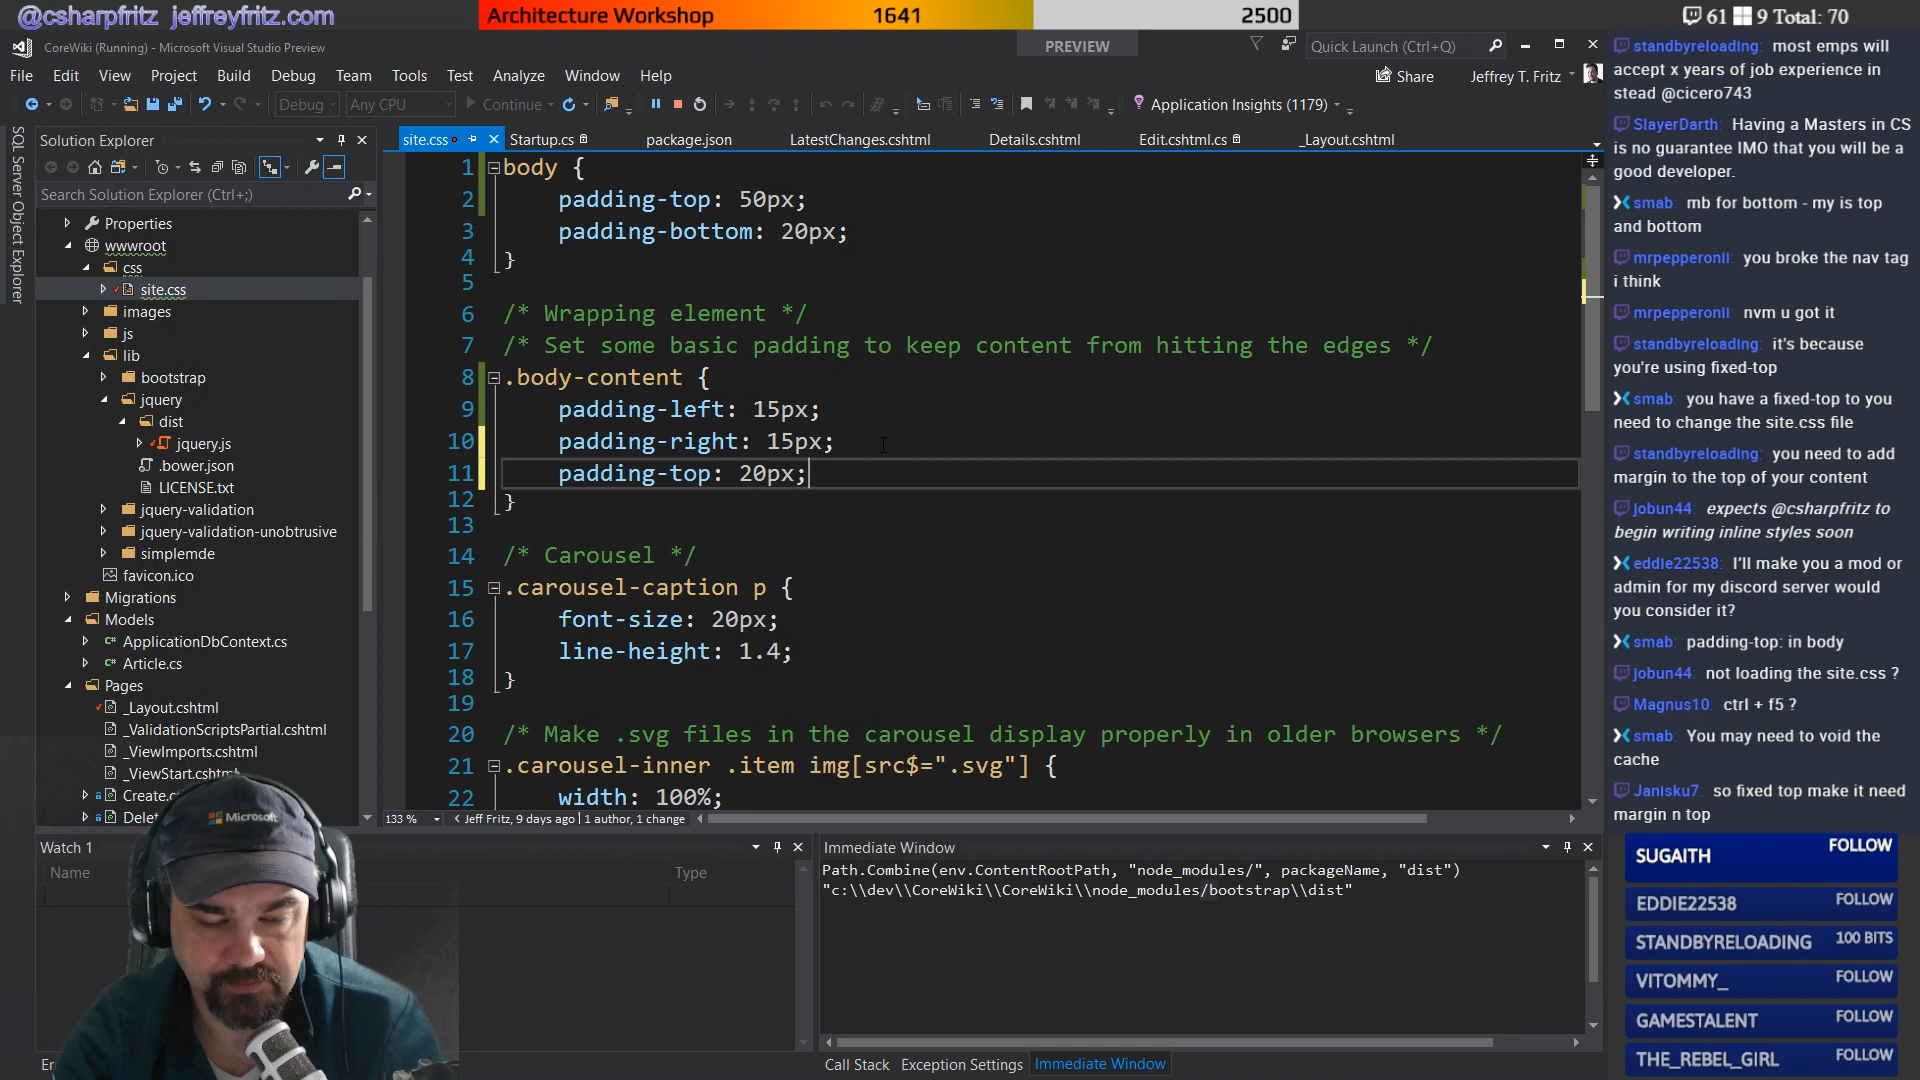 @csharpfritz jeffreyfritz.com
Architecture Workshop 1641 2500
61 9 Total: 70
CoreWiki (Running) - Microsoft Visual Studio Preview
PREVIEW
Quick Launch (Ctrl+Q)
File Edit View Project Build Debug Team Tools Test Analyze Window Help
Share Jeffrey T. Fritz
Debug Any CPU Continue Application Insights (1179)
SQL Server Object Explorer
Solution Explorer
Search Solution Explorer (Ctrl+;)
Properties
wwwroot
css
site.css
images
js
lib
bootstrap
jquery
dist
jquery.js
.bower.json
LICENSE.txt
jquery-validation
jquery-validation-unobtrusive
simplemde
favicon.ico
Migrations
Models
ApplicationDbContext.cs
Article.cs
Pages
_Layout.cshtml
_ValidationScriptsPartial.cshtml
_ViewImports.cshtml
_ViewStart.cshtml
Create.c
Delet
site.css Startup.cs package.json LatestChanges.cshtml Details.cshtml Edit.cshtml.cs _Layout.cshtml
1 body {
2 padding-top: 50px;
3 padding-bottom: 20px;
4 }
5
6 /* Wrapping element */
7 /* Set some basic padding to keep content from hitting the edges */
8 .body-content {
9 padding-left: 15px;
10 padding-right: 15px;
11 padding-top: 20px;
12 }
13
14 /* Carousel */
15 .carousel-caption p {
16 font-size: 20px;
17 line-height: 1.4;
18 }
19
20 /* Make .svg files in the carousel display properly in older browsers */
21 .carousel-inner .item img[src$=".svg"] {
22 width: 100%;
133 % Jeff Fritz, 9 days ago | 1 author, 1 change
Watch 1
Name Type
Microsoft
Immediate Window
Path.Combine(env.ContentRootPath, "node_modules/", packageName, "dist")
"c:\\dev\\CoreWiki\\CoreWiki\\node_modules/bootstrap\\dist"
Call Stack Exception Settings Immediate Window
standbyreloading: most emps will
accept x years of job experience in
stead @cicero743
SlayerDarth: Having a Masters in CS
is no guarantee IMO that you will be a
good developer.
smab: mb for bottom - my is top
and bottom
mrpepperonII: you broke the nav tag
i think
mrpepperonII: nvm u got it
standbyreloading: it's because
you're using fixed-top
smab: you have a fixed-top to you
need to change the site.css file
standbyreloading: you need to add
margin to the top of your content
jobun44: expects @csharpfritz to
begin writing inline styles soon
eddie22538: I'll make you a mod or
admin for my discord server would
you consider it?
smab: padding-top: in body
jobun44: not loading the site.css ?
Magnus10: ctrl + f5 ?
smab: You may need to void the
cache
Janisku7: so fixed top make it need
margin n top
SUGAITH FOLLOW
EDDIE22538 FOLLOW
STANDBYRELOADING 100 BITS
VITOMMY_ FOLLOW
GAMESTALENT FOLLOW
THE_REBEL_GIRL FOLLOW